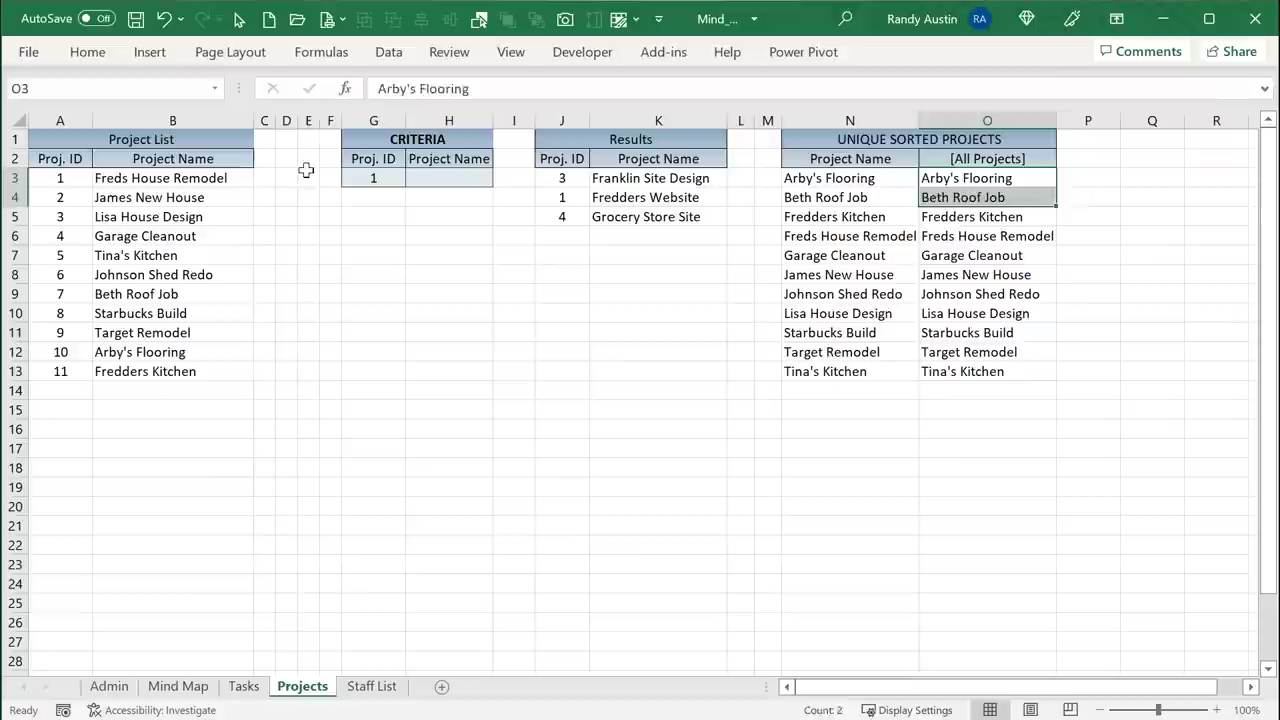 AutoSave Off Mind_... Randy Austin RA
File Home Insert Page Layout Formulas Data Review View Developer Add-ins Help Power Pivot Comments Share
O3 fx Arby's Flooring
A B C D E F G H I J K L M N O P Q R
1 Project List CRITERIA Results UNIQUE SORTED PROJECTS
2 Proj. ID Project Name Proj. ID Project Name Proj. ID Project Name Project Name [All Projects]
3 1 Freds House Remodel 1 3 Franklin Site Design Arby's Flooring Arby's Flooring
4 2 James New House 1 Fredders Website Beth Roof Job Beth Roof Job
5 3 Lisa House Design 4 Grocery Store Site Fredders Kitchen Fredders Kitchen
6 4 Garage Cleanout Freds House Remodel Freds House Remodel
7 5 Tina's Kitchen Garage Cleanout Garage Cleanout
8 6 Johnson Shed Redo James New House James New House
9 7 Beth Roof Job Johnson Shed Redo Johnson Shed Redo
10 8 Starbucks Build Lisa House Design Lisa House Design
11 9 Target Remodel Starbucks Build Starbucks Build
12 10 Arby's Flooring Target Remodel Target Remodel
13 11 Fredders Kitchen Tina's Kitchen Tina's Kitchen
14
15
16
17
18
19
20
21
22
23
24
25
26
27
28
Admin Mind Map Tasks Projects Staff List
Ready Accessibility: Investigate Count: 2 Display Settings 100%